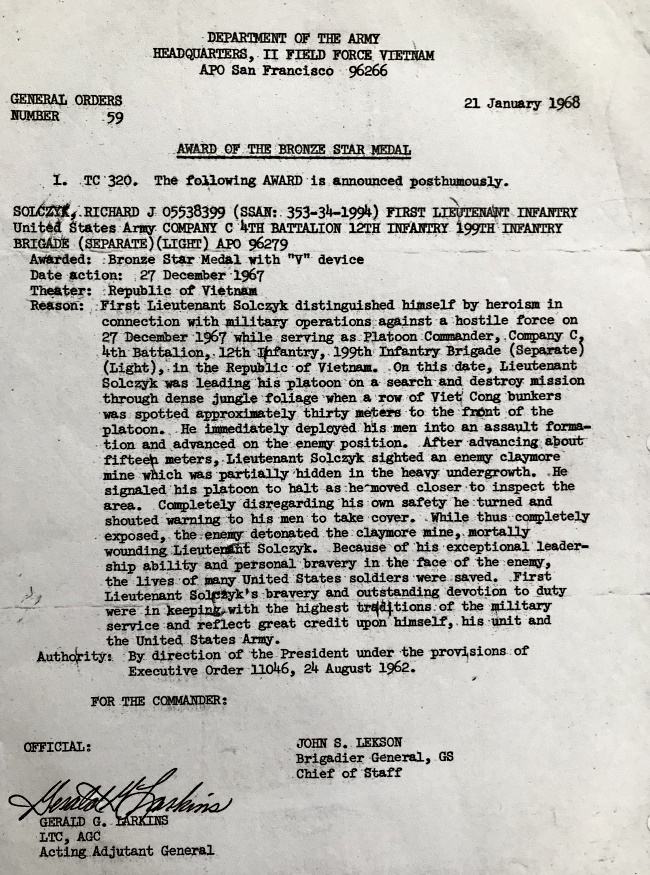 DEPARTMENT OF THE ARMY
HEADQUARTERS, II FIELD FORCE VIETNAM
APO San Francisco 96266
GENERAL ORDERS
NUMBER 59
21 January 1968
AWARD OF THE BRONZE STAR MEDAL
1. TC 320. The following AWARD is announced posthumously.
SOLCZYK, RICHARD J 05538399 (SSAN: 353-34-1994) FIRST LIEUTENANT INFANTRY
United States Army COMPANY C 4TH BATTALION 12TH INFANTRY 199TH INFANTRY
BRIGADE (SEPARATE)(LIGHT) APO 96279
Awarded: Bronze Star Medal with "V" device
Date action: 27 December 1967
Theater: Republic of Vietnam
Reason: First Lieutenant Solczyk distinguished himself by heroism in
connection with military operations against a hostile force on
27 December 1967 while serving as Platoon Commander, Company C,
4th Battalion, 12th Infantry, 199th Infantry Brigade (Separate)
(Light), in the Republic of Vietnam. On this date, Lieutenant
Solczyk was leading his platoon on a search and destroy mission
through dense jungle foliage when a row of Viet Cong bunkers
was spotted approximately thirty meters to the front of the
platoon. He immediately deployed his men into an assault forma-
tion and advanced on the enemy position. After advancing about
fifteen meters, Lieutenant Solczyk sighted an enemy claymore
mine which was partially hidden in the heavy undergrowth. He
signaled his platoon to halt as he moved closer to inspect the
area. Completely disregarding his own safety he turned and
shouted warning to his men to take cover. While thus completely
exposed, the enemy detonated the claymore mine, mortally
wounding Lieutenant Solczyk. Because of his exceptional leader-
ship ability and personal bravery in the face of the enemy,
the lives of many United States soldiers were saved. First
Lieutenant Solczyk's bravery and outstanding devotion to duty
were in keeping with the highest traditions of the military
service and reflect great credit upon himself, his unit and
the United States Army.
Authority: By direction of the President under the provisions of
Executive Order 11046, 24 August 1962.
FOR THE COMMANDER:
OFFICIAL:
JOHN S. LEKSON
Brigadier General, GS
Chief of Staff
Gerald G Larkins
GERALD G. LARKINS
LTC, AGC
Acting Adjutant General